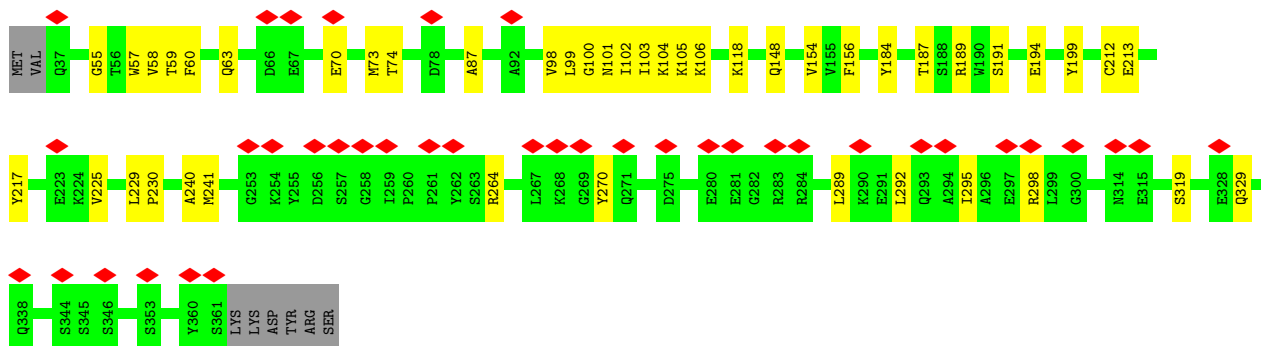 MET VAL Q37 G55 T56 W57 V58 T59 F60 Q63 D66 E67 E70 M73 T74 D78 A87 A92 V98 L99 G100 N101 I102 I103 K104 K105 K106 K118 Q148 V154 V155 F156 Y184 T187 S188 R189 W190 S191 E194 Y199 C212 E213
Y217 E223 K224 V225 L229 P230 A240 M241 G253 K254 Y255 D256 S257 G258 I259 P260 P261 Y262 S263 R264 L267 K268 G269 Y270 Q271 D275 E280 E281 G282 R283 R284 L289 K290 E291 L292 Q293 A294 I295 A296 E297 R298 L299 G300 N314 E315 S319 E328 Q329
Q338 S344 S345 S346 S353 Y360 S361 LYS LYS ASP TYR ARG SER